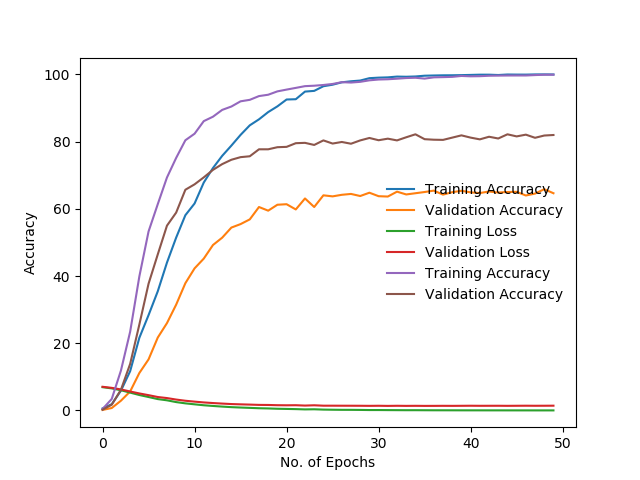 100
80
60
40
20
0
Accuracy
Training Accuracy
Validation Accuracy
Training Loss
Validation Loss
Training Accuracy
Validation Accuracy
0 10 20 30 40 50
No. of Epochs